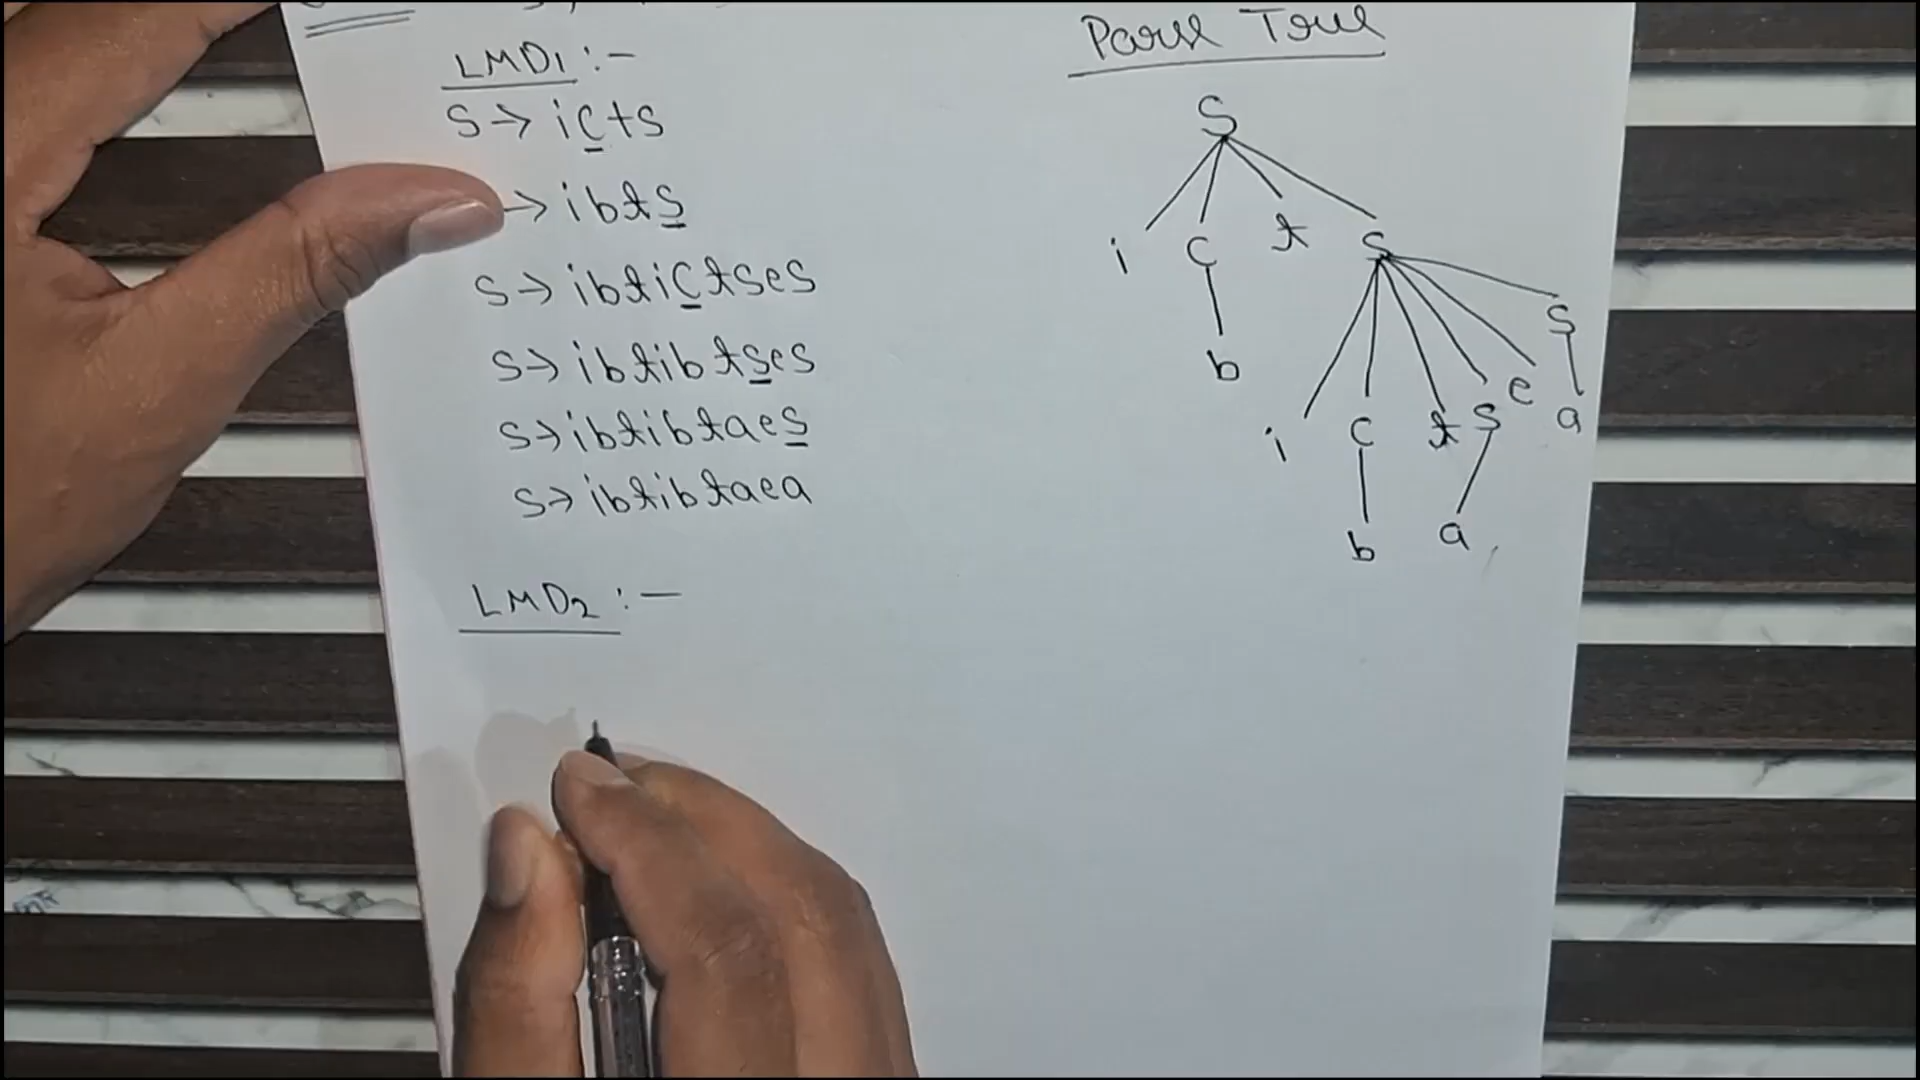 LMD1 :-
S → icts
→ ibts
S → ibtictses
S → ibtibtses
S → ibtibtaes
S → ibtibtaea
LMD2 :-
Parse Tree
S
i c t s
b
s
i c t s e a
b a